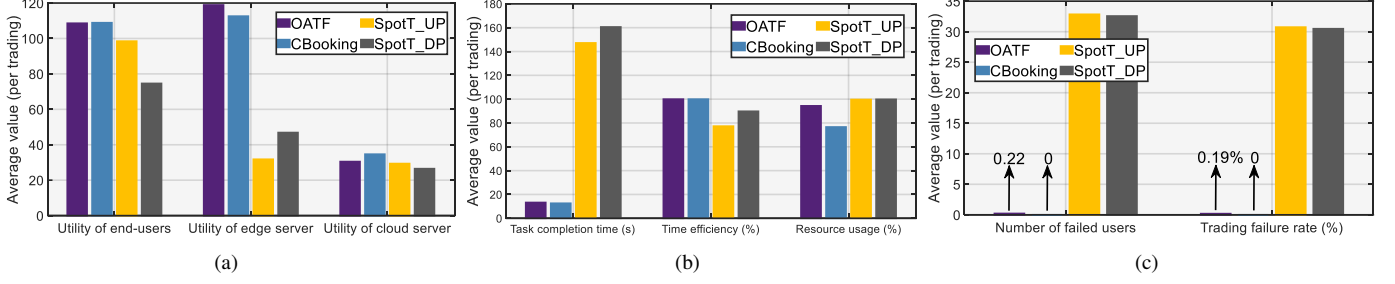 Average value (per trading)
120
100
80
60
40
20
0
OATF
SpotT_UP
CBooking
SpotT_DP
Utility of end-users
Utility of edge server
Utility of cloud server
(a)
Average value (per trading)
180
160
140
120
100
80
60
40
20
0
OATF
SpotT_UP
CBooking
SpotT_DP
Task completion time (s)
Time efficiency (%)
Resource usage (%)
(b)
Average value (per trading)
35
30
25
20
15
10
5
0
OATF
SpotT_UP
CBooking
SpotT_DP
0.22
0
0.19%
0
Number of failed users
Trading failure rate (%)
(c)